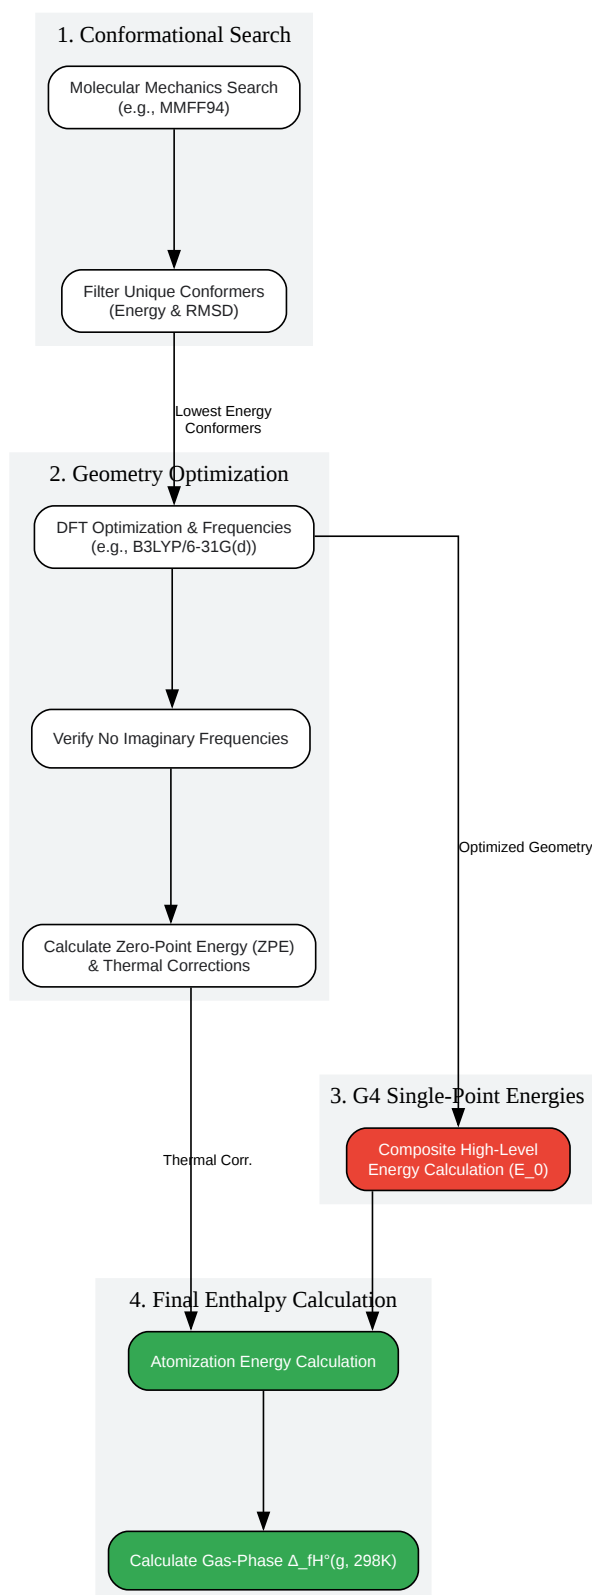 1. Conformational Search
Molecular Mechanics Search
(e.g., MMFF94)
Filter Unique Conformers
(Energy & RMSD)
Lowest Energy
Conformers
2. Geometry Optimization
DFT Optimization & Frequencies
(e.g., B3LYP/6-31G(d))
Verify No Imaginary Frequencies
Optimized Geometry
Calculate Zero-Point Energy (ZPE)
& Thermal Corrections
3. G4 Single-Point Energies
Composite High-Level
Energy Calculation (E_0)
Thermal Corr.
4. Final Enthalpy Calculation
Atomization Energy Calculation
Calculate Gas-Phase Δ_fH°(g, 298K)